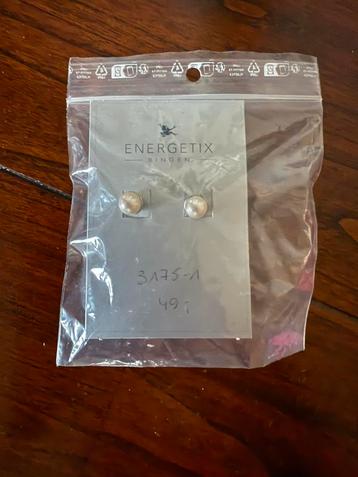 ENERGETIX
BINGEN
3175-1
49,-